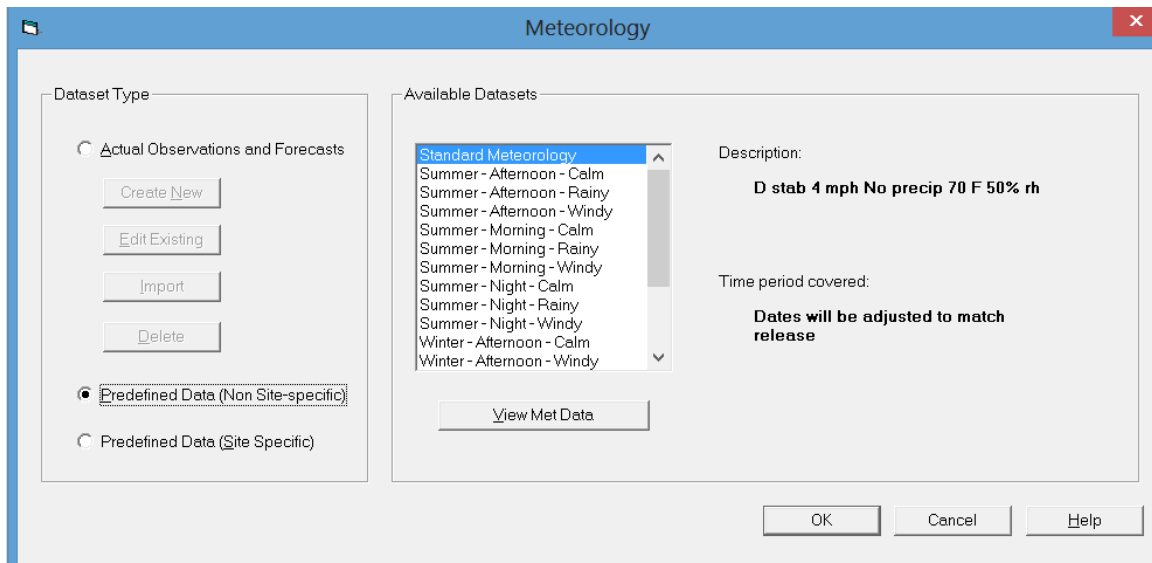 Meteorology
Dataset Type
Actual Observations and Forecasts
Create New
Edit Existing
Import
Delete
Predefined Data (Non Site-specific)
Predefined Data (Site Specific)
Available Datasets
Standard Meteorology
Summer - Afternoon - Calm
Summer - Afternoon - Rainy
Summer - Afternoon - Windy
Summer - Morning - Calm
Summer - Morning - Rainy
Summer - Morning - Windy
Summer - Night - Calm
Summer - Night - Rainy
Summer - Night - Windy
Winter - Afternoon - Calm
Winter - Afternoon - Windy
View Met Data
Description:
D stab 4 mph No precip 70 F 50% rh
Time period covered:
Dates will be adjusted to match
release
OK
Cancel
Help